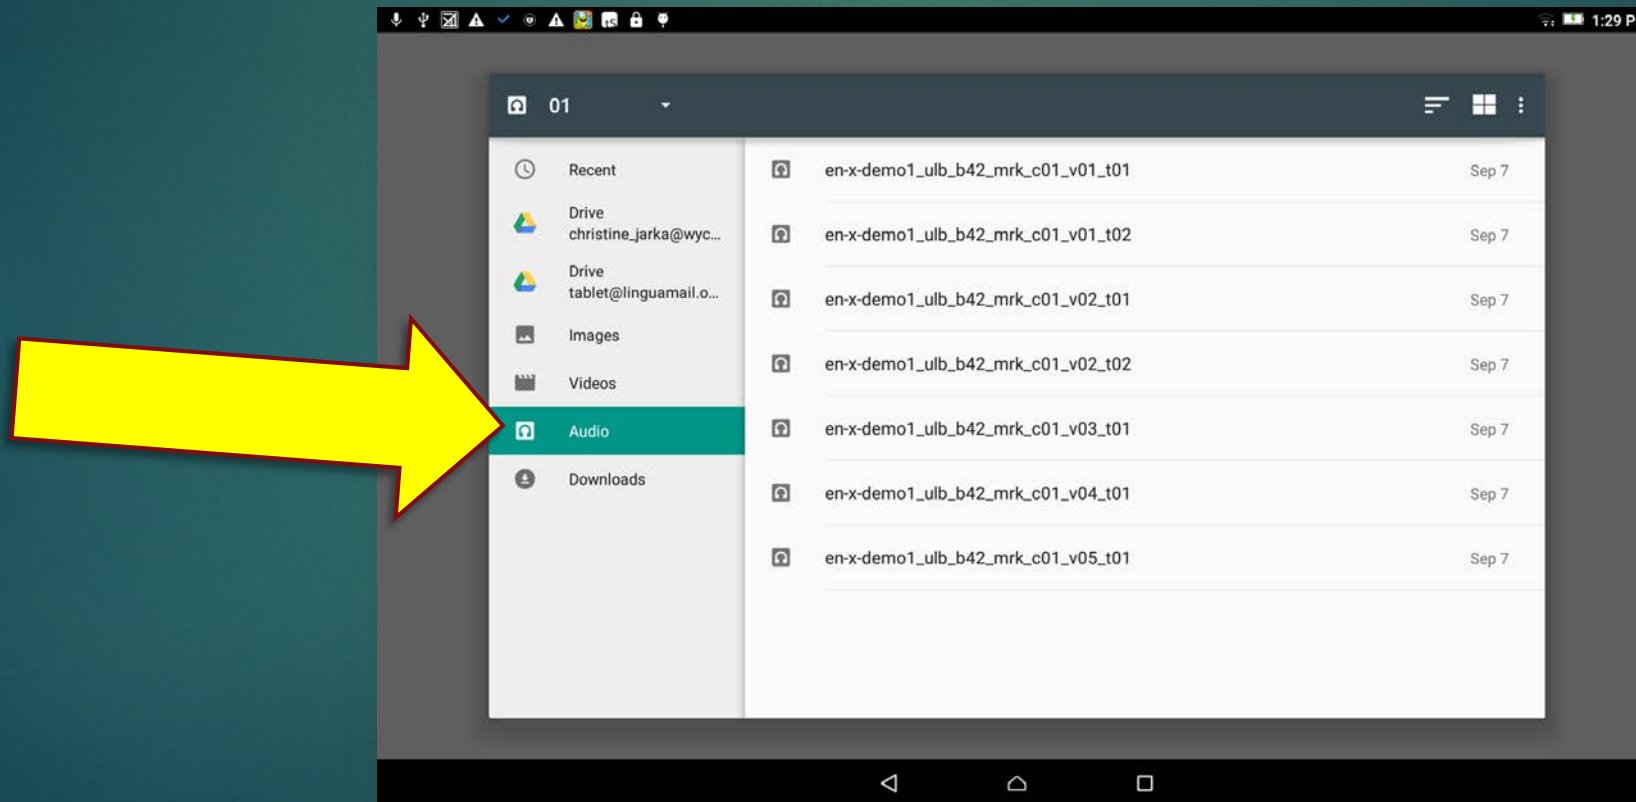 1:29 P
01
Recent
Drive
christine_jarka@wyc...
Drive
tablet@linguamail.o...
Images
Videos
Audio
Downloads
en-x-demo1_ulb_b42_mrk_c01_v01_t01 Sep 7
en-x-demo1_ulb_b42_mrk_c01_v01_t02 Sep 7
en-x-demo1_ulb_b42_mrk_c01_v02_t01 Sep 7
en-x-demo1_ulb_b42_mrk_c01_v02_t02 Sep 7
en-x-demo1_ulb_b42_mrk_c01_v03_t01 Sep 7
en-x-demo1_ulb_b42_mrk_c01_v04_t01 Sep 7
en-x-demo1_ulb_b42_mrk_c01_v05_t01 Sep 7